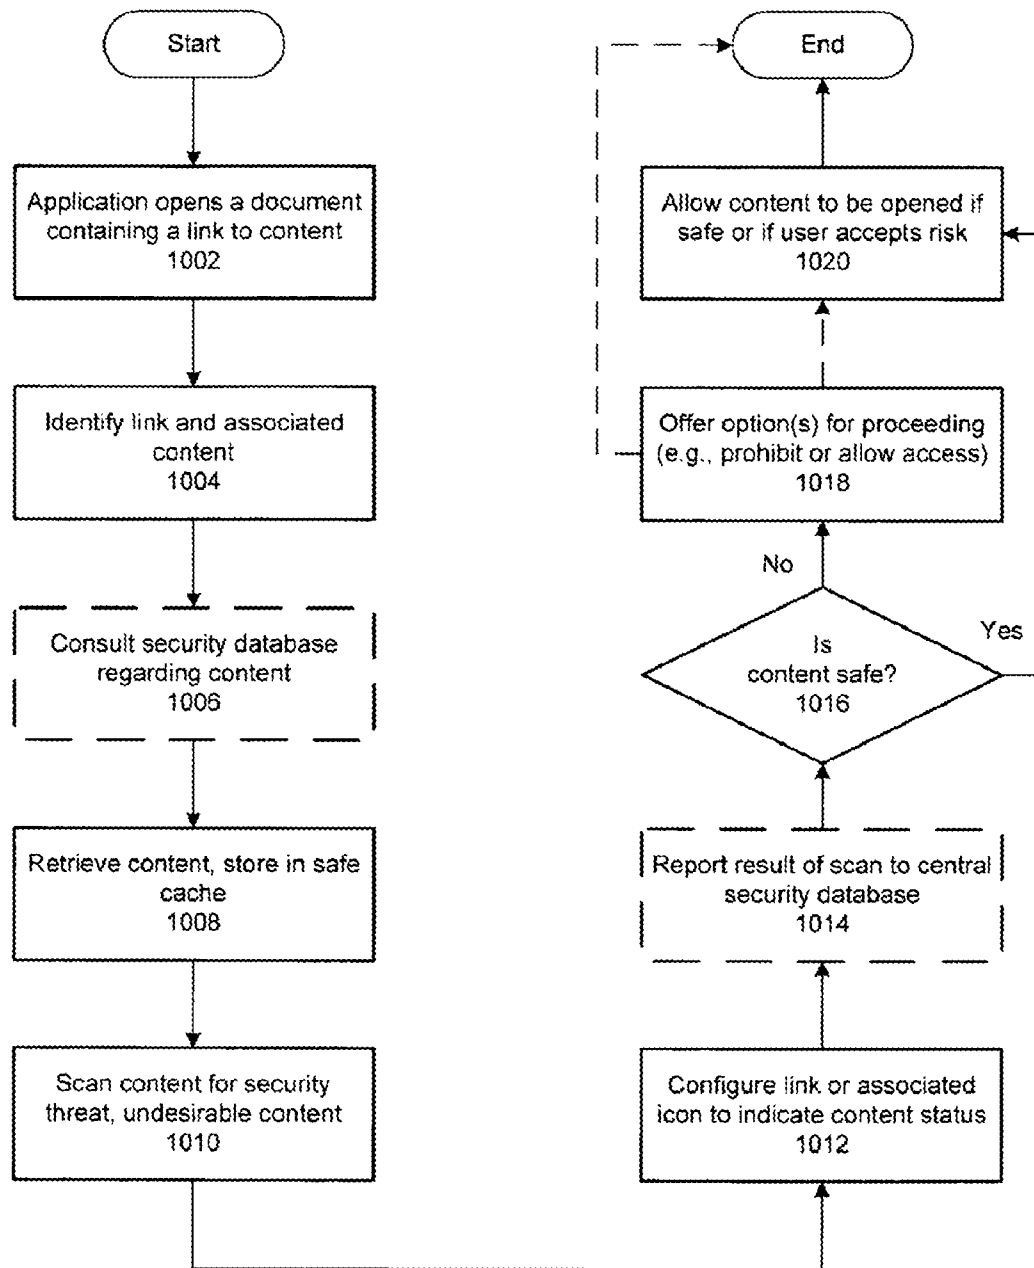 Start
Application opens a document
containing a link to content
1002
Identify link and associated
content
1004
Consult security database
regarding content
1006
Retrieve content, store in safe
cache
1008
Scan content for security
threat, undesirable content
1010
Configure link or associated
icon to indicate content status
1012
Report result of scan to central
security database
1014
Is
content safe?
1016
No
Yes
Offer option(s) for proceeding
(e.g., prohibit or allow access)
1018
Allow content to be opened if
safe or if user accepts risk
1020
End